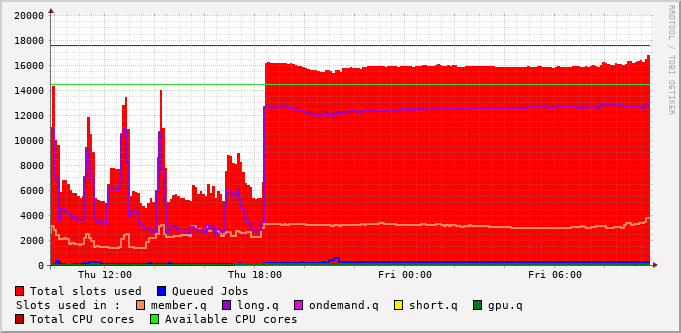 RRDTOOL / TOBI OETIKER
20000
18000
16000
14000
12000
10000
8000
6000
4000
2000
0
Thu 12:00 Thu 18:00 Fri 00:00 Fri 06:00
Total slots used Queued Jobs
Slots used in : member.q long.q ondemand.q short.q gpu.q
Total CPU cores Available CPU cores